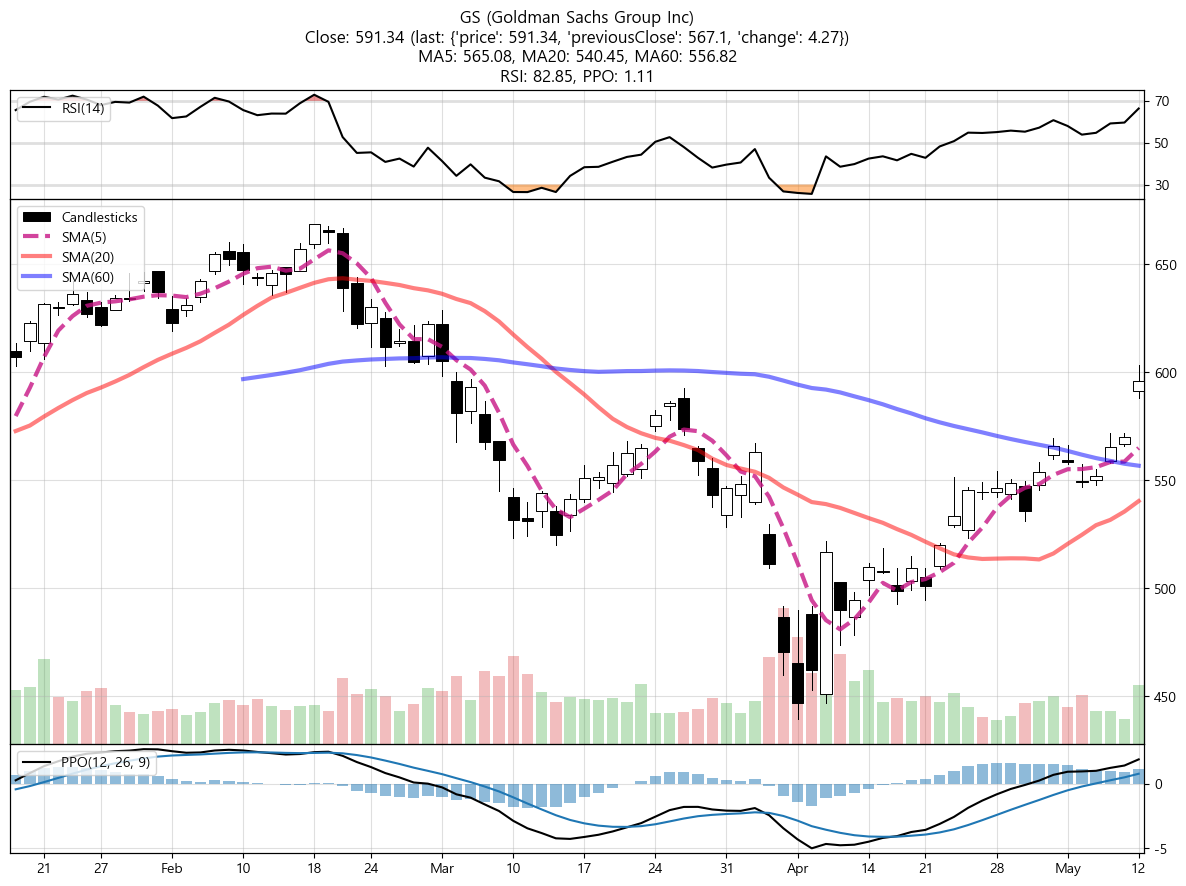 GS (Goldman Sachs Group Inc)
Close: 591.34 (last: {'price': 591.34, 'previousClose': 567.1, 'change': 4.27})
MA5: 565.08, MA20: 540.45, MA60: 556.82
RSI: 82.85, PPO: 1.11
RSI(14)
70
50
30
Candlesticks
SMA(5)
SMA(20)
SMA(60)
650
600
550
500
450
PPO(12, 26, 9)
0
-5
21 27 Feb 10 18 24 Mar 10 17 24 31 Apr 14 21 28 May 12